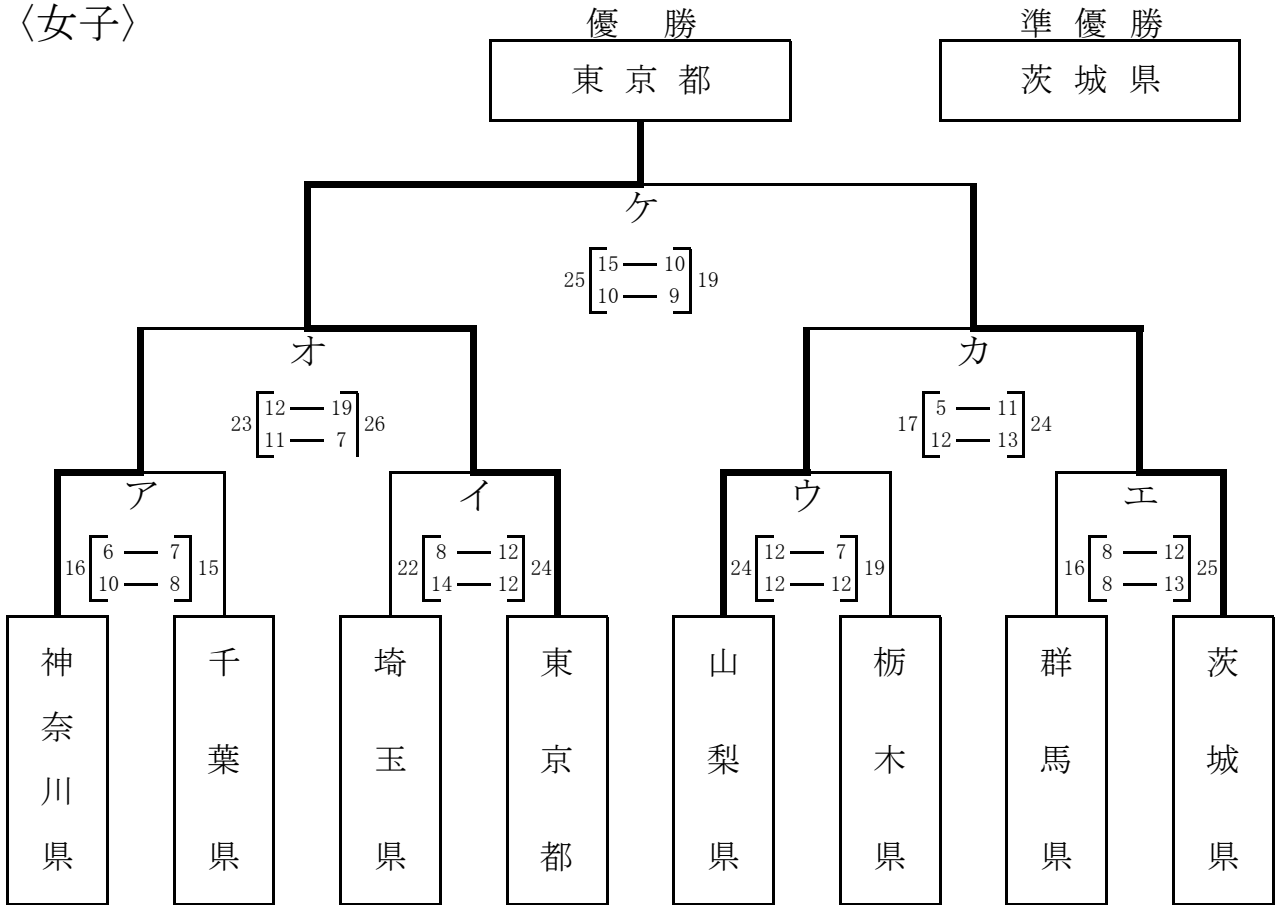 〈女子〉
優勝 準優勝
東京都 茨城県
ケ
25 15 — 10 19
10 — 9
オ カ
23 12 — 19 26
11 — 7
17 5 — 11 24
12 — 13
ア イ ウ エ
16 6 — 7 15
10 — 8
22 8 — 12 24
14 — 12
24 12 — 7 19
12 — 12
16 8 — 12 25
8 — 13
神奈川県
千葉県
埼玉県
東京都
山梨県
栃木県
群馬県
茨城県